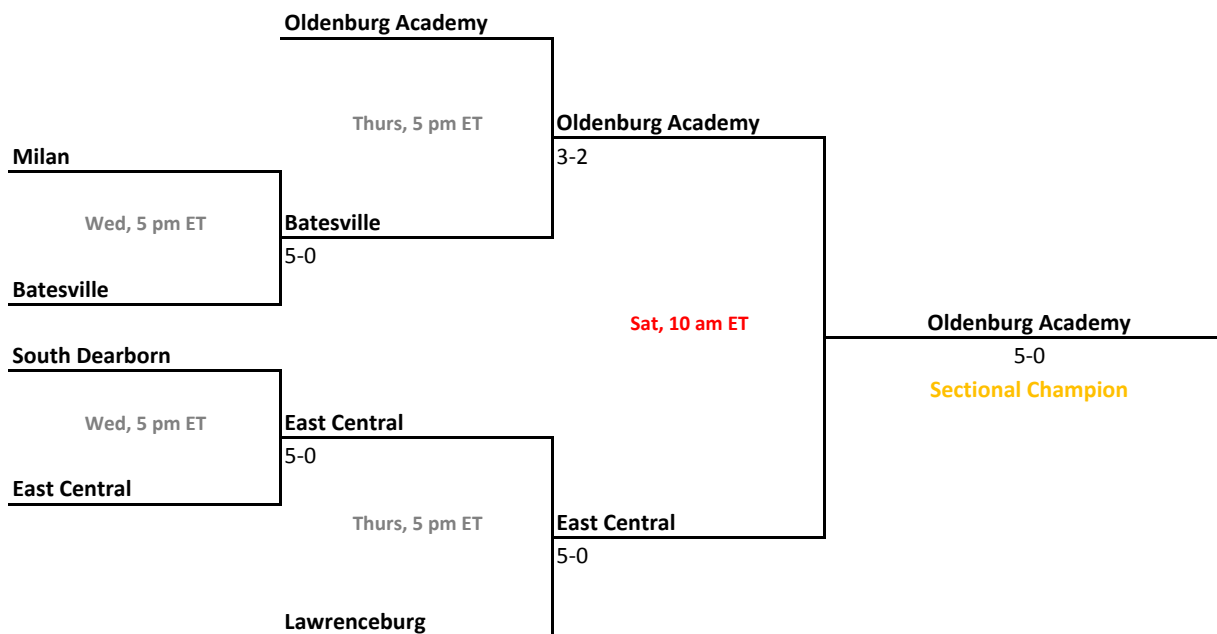 Oldenburg Academy
Thurs, 5 pm ET
Oldenburg Academy
3-2
Milan
Wed, 5 pm ET
Batesville
5-0
Batesville
Sat, 10 am ET
Oldenburg Academy
5-0
Sectional Champion
South Dearborn
Wed, 5 pm ET
East Central
5-0
East Central
Thurs, 5 pm ET
East Central
5-0
Lawrenceburg